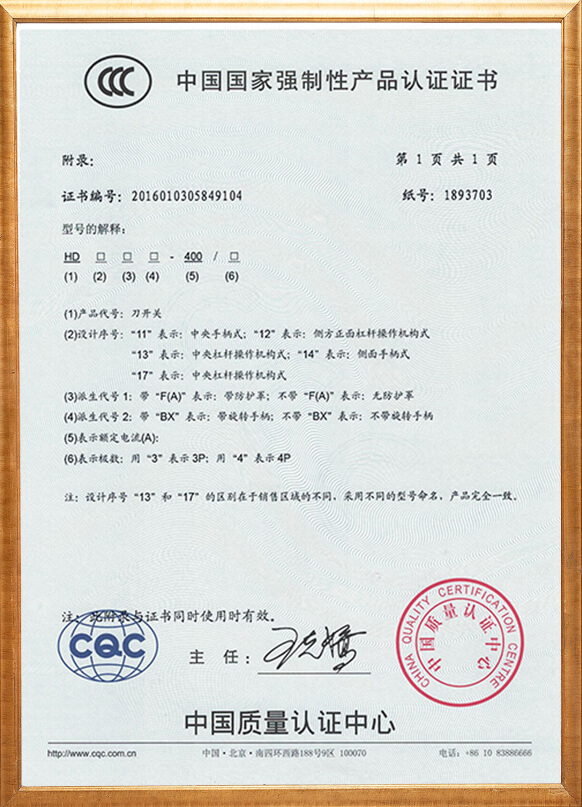 CCC 中国国家强制性产品认证证书
附录： 第 1 页 共 1 页
证书编号：2016010305849104 纸号：1893703
型号的解释：
HD □ □ □ - 400 / □
(1) (2) (3) (4) (5) (6)
(1)产品代号：刀开关
(2)设计序号：“11”表示：中央手柄式；“12”表示：侧方正面杠杆操作机构式
“13”表示：中央杠杆操作机构式；“14”表示：侧面手柄式
“17”表示：中央杠杆操作机构式
(3)派生代号 1：带“F(A)”表示：带防护罩；不带“F(A)”表示：无防护罩
(4)派生代号 2：带“BX”表示：带旋转手柄；不带“BX”表示：不带旋转手柄
(5)表示额定电流(A):
(6)表示极数：用“3”表示 3P；用“4”表示 4P
注：设计序号“13”和“17”的区别在于销售区域的不同，采用不同的型号命名，产品完全一致。
注：此附录与证书同时使用时有效。
CQC
主 任：
CHINA QUALITY CERTIFICATION CENTRE
中国质量认证中心
中国质量认证中心
http://www.cqc.com.cn 中国·北京·南四环西路188号9区 100070 电话：+86 10 83886666